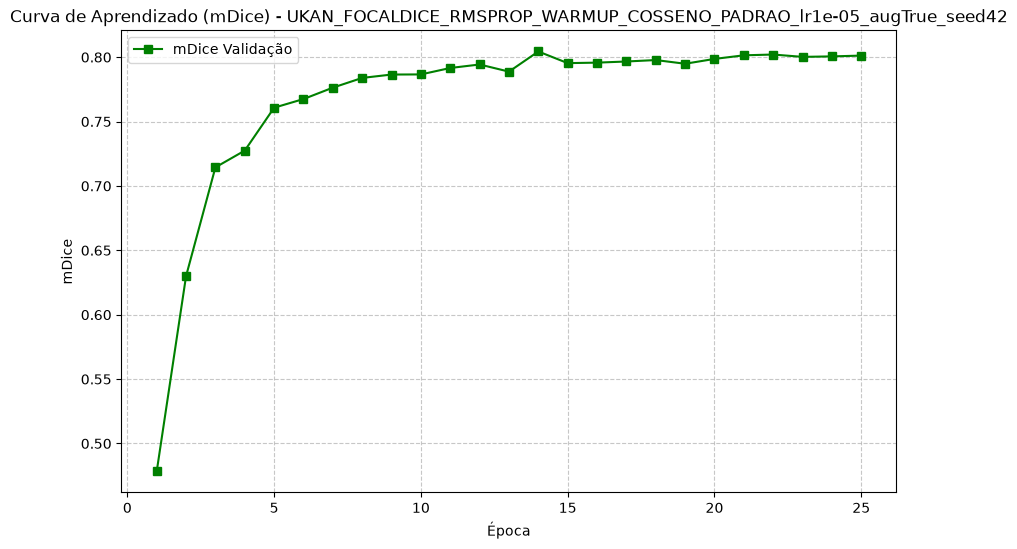 Curva de Aprendizado (mDice) - UKAN_FOCALDICE_RMSPROP_WARMUP_COSSENO_PADRAO_lr1e-05_augTrue_seed42
mDice Validação
0.80
0.75
0.70
0.65
0.60
0.55
0.50
mDice
0 5 10 15 20 25
Época